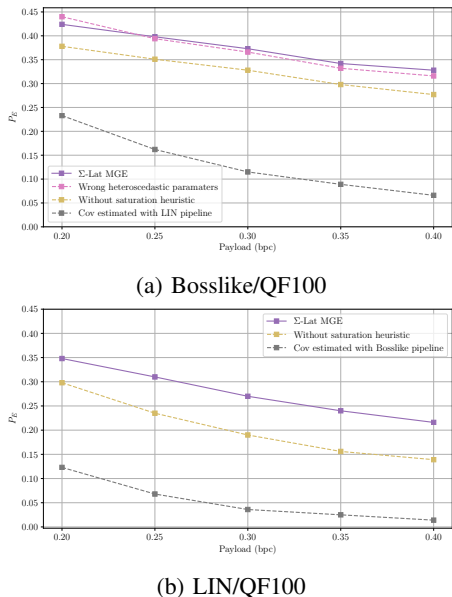 0.45
0.40
0.35
0.30
0.25
0.20
0.15
0.10
0.05
0.00
P_E
Σ-Lat MGE
Wrong heteroscedastic paramaters
Without saturation heuristic
Cov estimated with LIN pipeline
0.20 0.25 0.30 0.35 0.40
Payload (bpc)
(a) Bosslike/QF100
0.45
0.40
0.35
0.30
0.25
0.20
0.15
0.10
0.05
0.00
P_E
Σ-Lat MGE
Without saturation heuristic
Cov estimated with Bosslike pipeline
0.20 0.25 0.30 0.35 0.40
Payload (bpc)
(b) LIN/QF100